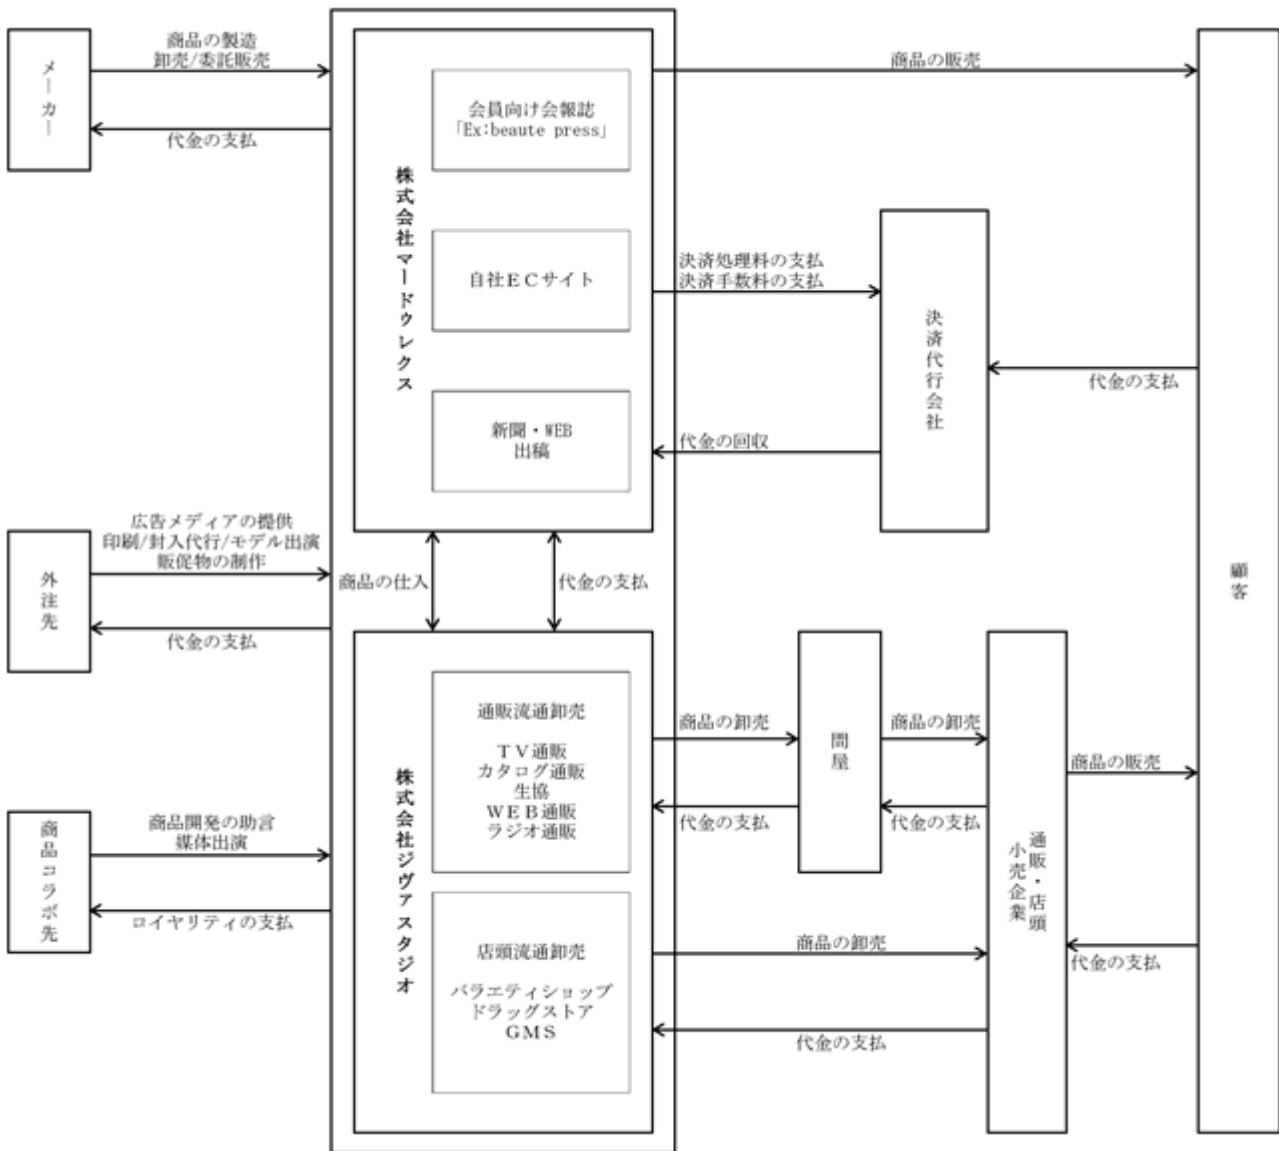 メーカー
商品の製造
卸売/委託販売
代金の支払
株式会社マードゥレクス
会員向け会報誌
「Ex:beaute press」
自社ECサイト
新聞・WEB
出稿
商品の販売
決済処理料の支払
決済手数料の支払
決済代行会社
代金の支払
代金の回収
顧客
外注先
広告メディアの提供
印刷/封入代行/モデル出演
販促物の制作
代金の支払
商品の仕入
代金の支払
株式会社ジヴァスタジオ
通販流通卸売
TV通販
カタログ通販
生協
WEB通販
ラジオ通販
商品の卸売
問屋
商品の卸売
代金の支払
代金の支払
通販・店頭
小売企業
商品の販売
代金の支払
商品コラボ先
商品開発の助言
媒体出演
ロイヤリティの支払
店頭流通卸売
バラエティショップ
ドラッグストア
GMS
商品の卸売
代金の支払